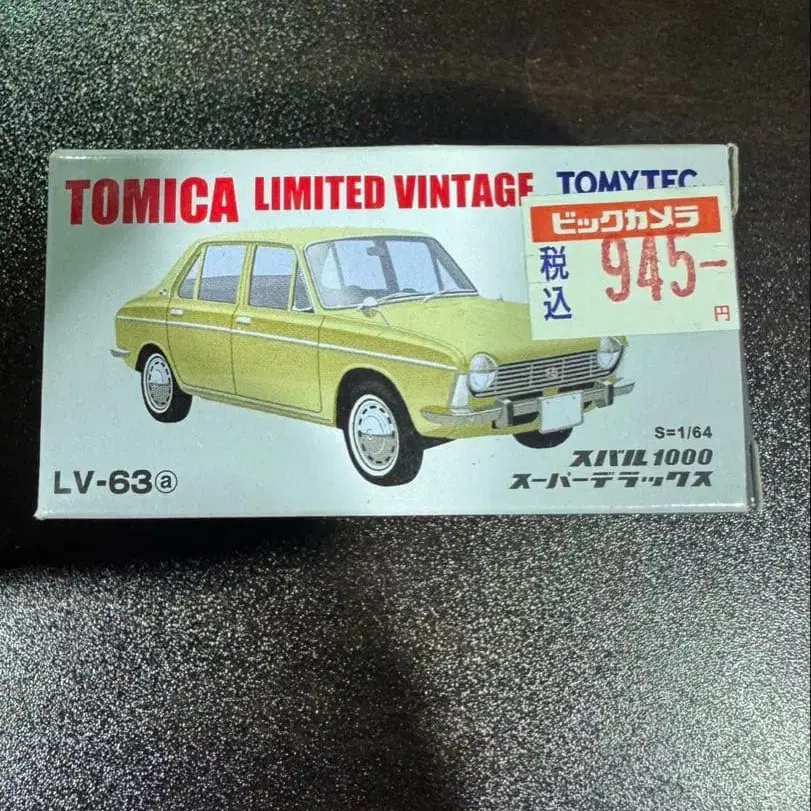 TOMICA LIMITED VINTAGE TOMYTEC
ビックカメラ
税込 945-円
S=1/64
LV-63ⓐ
スバル1000
スーパーデラックス